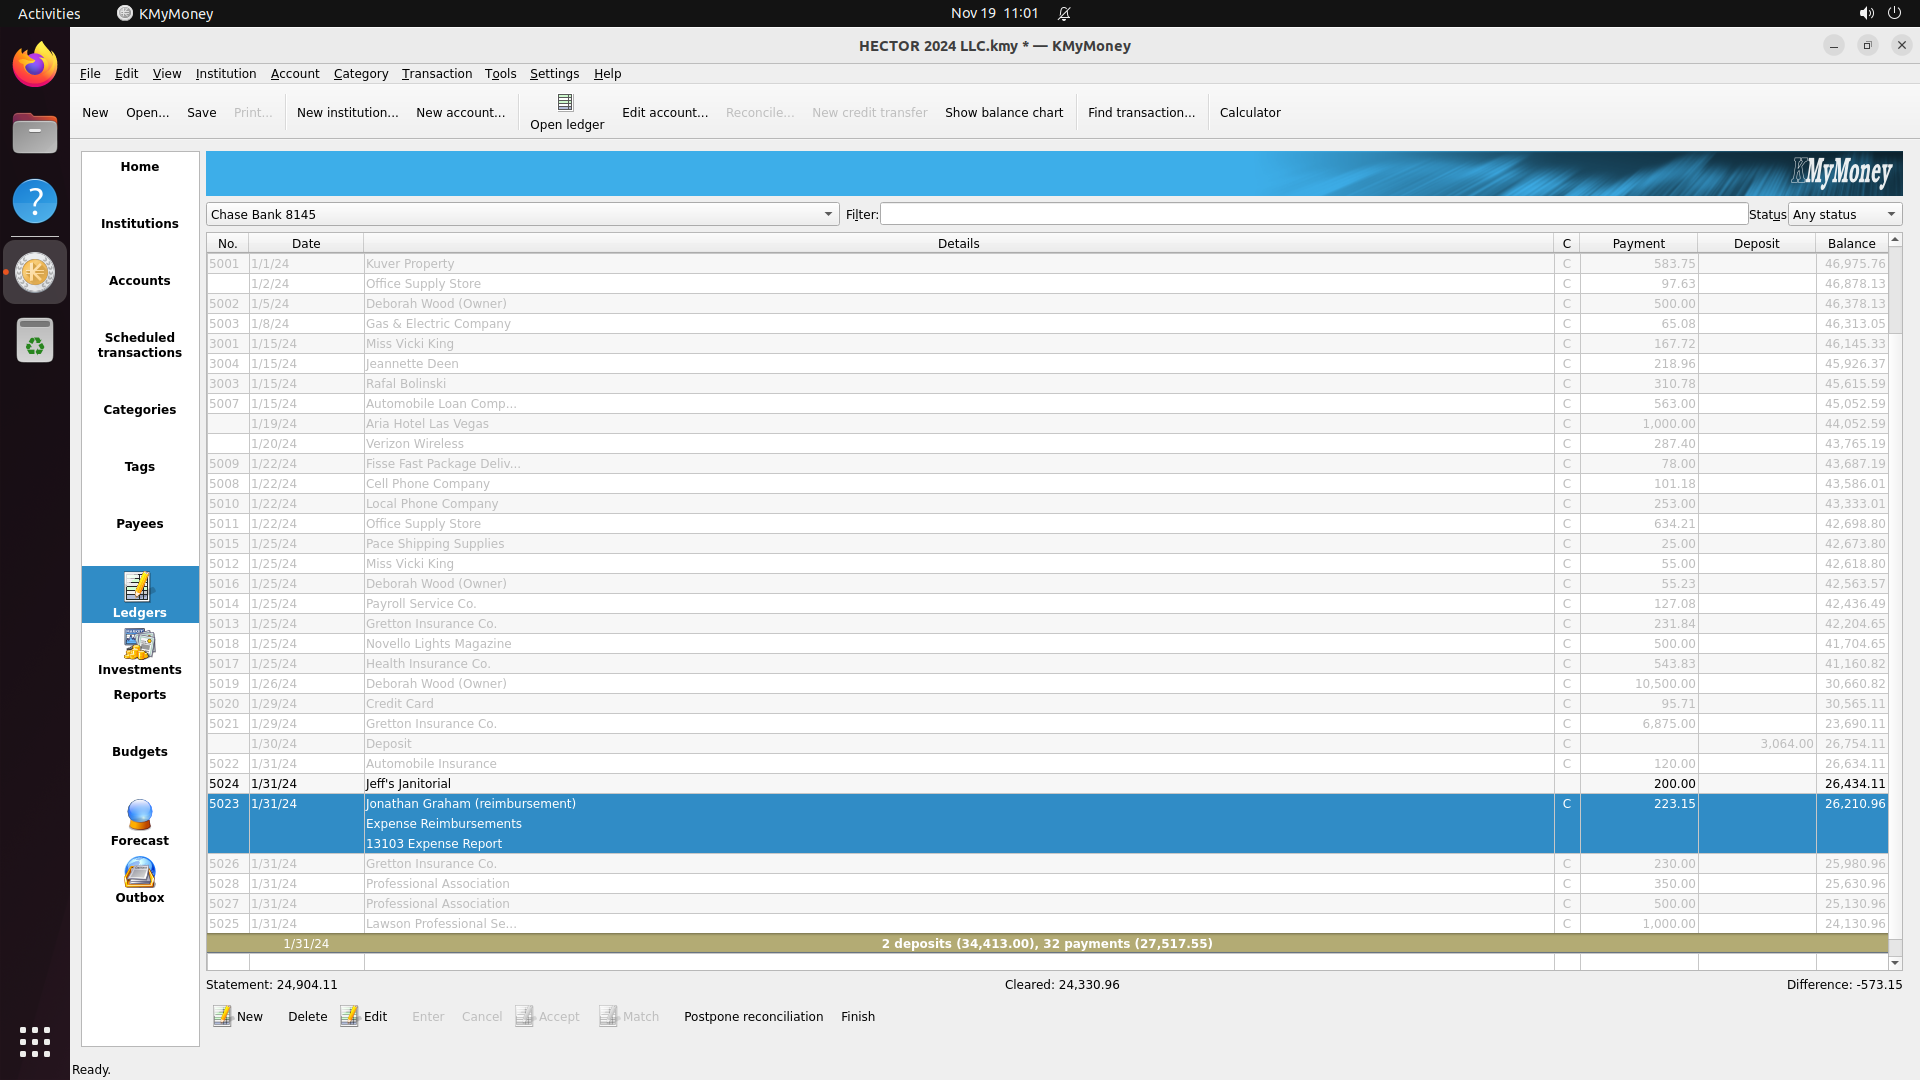 Activities KMyMoney Nov 19 11:01
HECTOR 2024 LLC.kmy * — KMyMoney
File Edit View Institution Account Category Transaction Tools Settings Help
New Open... Save Print... New institution... New account... Open ledger Edit account... Reconcile... New credit transfer Show balance chart Find transaction... Calculator
Home
Institutions
Accounts
Scheduled
transactions
Categories
Tags
Payees
Ledgers
Investments
Reports
Budgets
Forecast
Outbox
KMyMoney
Chase Bank 8145 Filter: Status Any status
No. Date Details C Payment Deposit Balance
5001 1/1/24 Kuver Property C 583.75 46,975.76
1/2/24 Office Supply Store C 97.63 46,878.13
5002 1/5/24 Deborah Wood (Owner) C 500.00 46,378.13
5003 1/8/24 Gas & Electric Company C 65.08 46,313.05
3001 1/15/24 Miss Vicki King C 167.72 46,145.33
3004 1/15/24 Jeannette Deen C 218.96 45,926.37
3003 1/15/24 Rafal Bolinski C 310.78 45,615.59
5007 1/15/24 Automobile Loan Comp... C 563.00 45,052.59
1/19/24 Aria Hotel Las Vegas C 1,000.00 44,052.59
1/20/24 Verizon Wireless C 287.40 43,765.19
5009 1/22/24 Fisse Fast Package Deliv... C 78.00 43,687.19
5008 1/22/24 Cell Phone Company C 101.18 43,586.01
5010 1/22/24 Local Phone Company C 253.00 43,333.01
5011 1/22/24 Office Supply Store C 634.21 42,698.80
5015 1/25/24 Pace Shipping Supplies C 25.00 42,673.80
5012 1/25/24 Miss Vicki King C 55.00 42,618.80
5016 1/25/24 Deborah Wood (Owner) C 55.23 42,563.57
5014 1/25/24 Payroll Service Co. C 127.08 42,436.49
5013 1/25/24 Gretton Insurance Co. C 231.84 42,204.65
5018 1/25/24 Novello Lights Magazine C 500.00 41,704.65
5017 1/25/24 Health Insurance Co. C 543.83 41,160.82
5019 1/26/24 Deborah Wood (Owner) C 10,500.00 30,660.82
5020 1/29/24 Credit Card C 95.71 30,565.11
5021 1/29/24 Gretton Insurance Co. C 6,875.00 23,690.11
1/30/24 Deposit C 3,064.00 26,754.11
5022 1/31/24 Automobile Insurance C 120.00 26,634.11
5024 1/31/24 Jeff's Janitorial 200.00 26,434.11
5023 1/31/24 Jonathan Graham (reimbursement) C 223.15 26,210.96
Expense Reimbursements
13103 Expense Report
5026 1/31/24 Gretton Insurance Co. C 230.00 25,980.96
5028 1/31/24 Professional Association C 350.00 25,630.96
5027 1/31/24 Professional Association C 500.00 25,130.96
5025 1/31/24 Lawson Professional Se... C 1,000.00 24,130.96
1/31/24 2 deposits (34,413.00), 32 payments (27,517.55)
Statement: 24,904.11 Cleared: 24,330.96 Difference: -573.15
New Delete Edit Enter Cancel Accept Match Postpone reconciliation Finish
Ready.